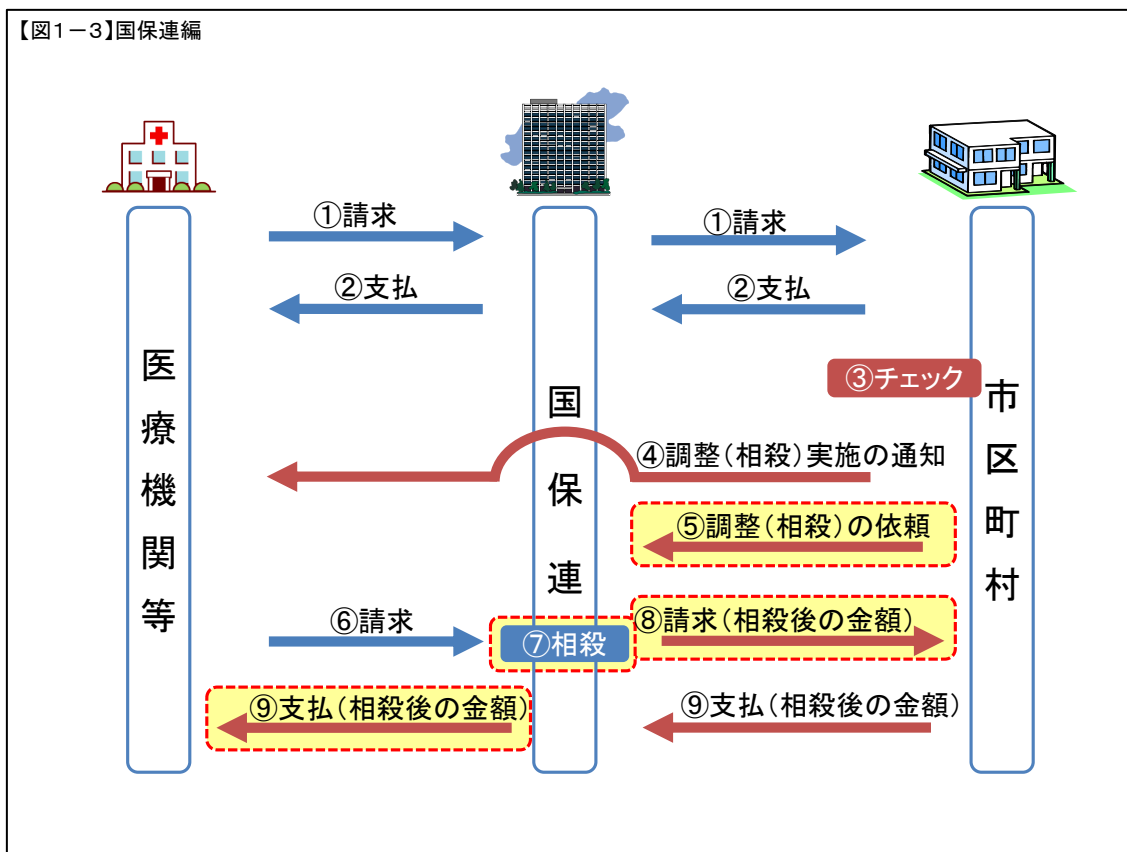 【図1－3】国保連編
①請求
①請求
②支払
②支払
医療機関等
国保連
市区町村
③チェック
④調整(相殺)実施の通知
⑤調整(相殺)の依頼
⑥請求
⑦相殺
⑧請求(相殺後の金額)
⑨支払(相殺後の金額)
⑨支払(相殺後の金額)